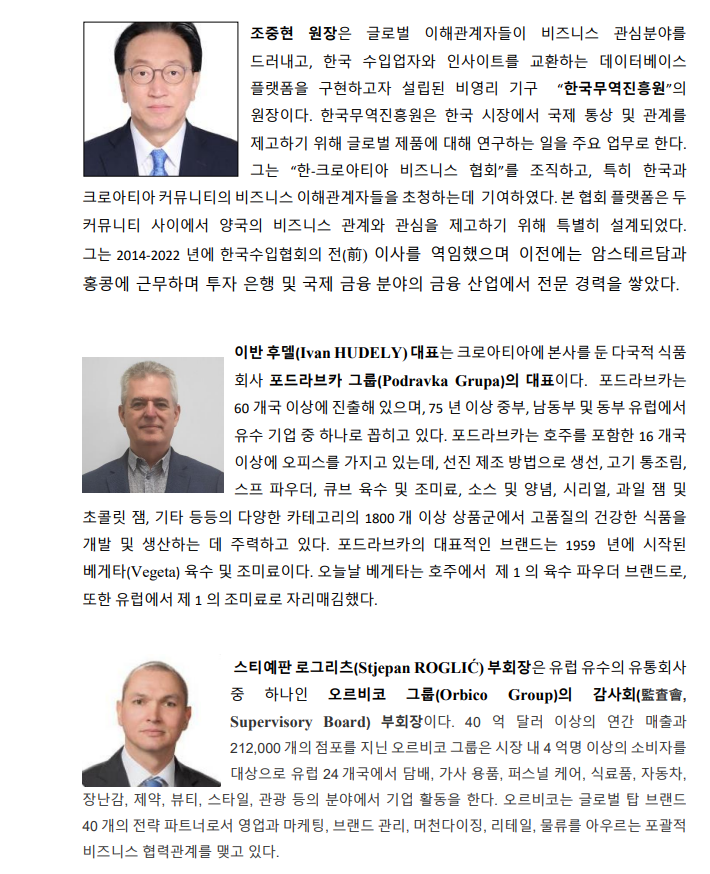 조중현 원장은 글로벌 이해관계자들이 비즈니스 관심분야를
드러내고, 한국 수입업자와 인사이트를 교환하는 데이터베이스
플랫폼을 구현하고자 설립된 비영리 기구 “한국무역진흥원”의
원장이다. 한국무역진흥원은 한국 시장에서 국제 통상 및 관계를
제고하기 위해 글로벌 제품에 대해 연구하는 일을 주요 업무로 한다.
그는 “한-크로아티아 비즈니스 협회”를 조직하고, 특히 한국과
크로아티아 커뮤니티의 비즈니스 이해관계자들을 초청하는데 기여하였다. 본 협회 플랫폼은 두
커뮤니티 사이에서 양국의 비즈니스 관계와 관심을 제고하기 위해 특별히 설계되었다.
그는 2014-2022 년에 한국수입협회의 전(前) 이사를 역임했으며 이전에는 암스테르담과
홍콩에 근무하며 투자 은행 및 국제 금융 분야의 금융 산업에서 전문 경력을 쌓았다.
이반 후델(Ivan HUDELY) 대표는 크로아티아에 본사를 둔 다국적 식품
회사 포드라브카 그룹(Podravka Grupa)의 대표이다. 포드라브카는
60 개국 이상에 진출해 있으며, 75 년 이상 중부, 남동부 및 동부 유럽에서
유수 기업 중 하나로 꼽히고 있다. 포드라브카는 호주를 포함한 16 개국
이상에 오피스를 가지고 있는데, 선진 제조 방법으로 생선, 고기 통조림,
스프 파우더, 큐브 육수 및 조미료, 소스 및 양념, 시리얼, 과일 잼 및
초콜릿 잼, 기타 등등의 다양한 카테고리의 1800 개 이상 상품군에서 고품질의 건강한 식품을
개발 및 생산하는 데 주력하고 있다. 포드라브카의 대표적인 브랜드는 1959 년에 시작된
베게타(Vegeta) 육수 및 조미료이다. 오늘날 베게타는 호주에서 제 1 의 육수 파우더 브랜드로,
또한 유럽에서 제 1 의 조미료로 자리매김했다.
스티예판 로그리츠(Stjepan ROGLIĆ) 부회장은 유럽 유수의 유통회사
중 하나인 오르비코 그룹(Orbico Group)의 감사회(監査會,
Supervisory Board) 부회장이다. 40 억 달러 이상의 연간 매출과
212,000 개의 점포를 지닌 오르비코 그룹은 시장 내 4 억명 이상의 소비자를
대상으로 유럽 24 개국에서 담배, 가사 용품, 퍼스널 케어, 식료품, 자동차,
장난감, 제약, 뷰티, 스타일, 관광 등의 분야에서 기업 활동을 한다. 오르비코는 글로벌 탑 브랜드
40 개의 전략 파트너로서 영업과 마케팅, 브랜드 관리, 머천다이징, 리테일, 물류를 아우르는 포괄적
비즈니스 협력관계를 맺고 있다.